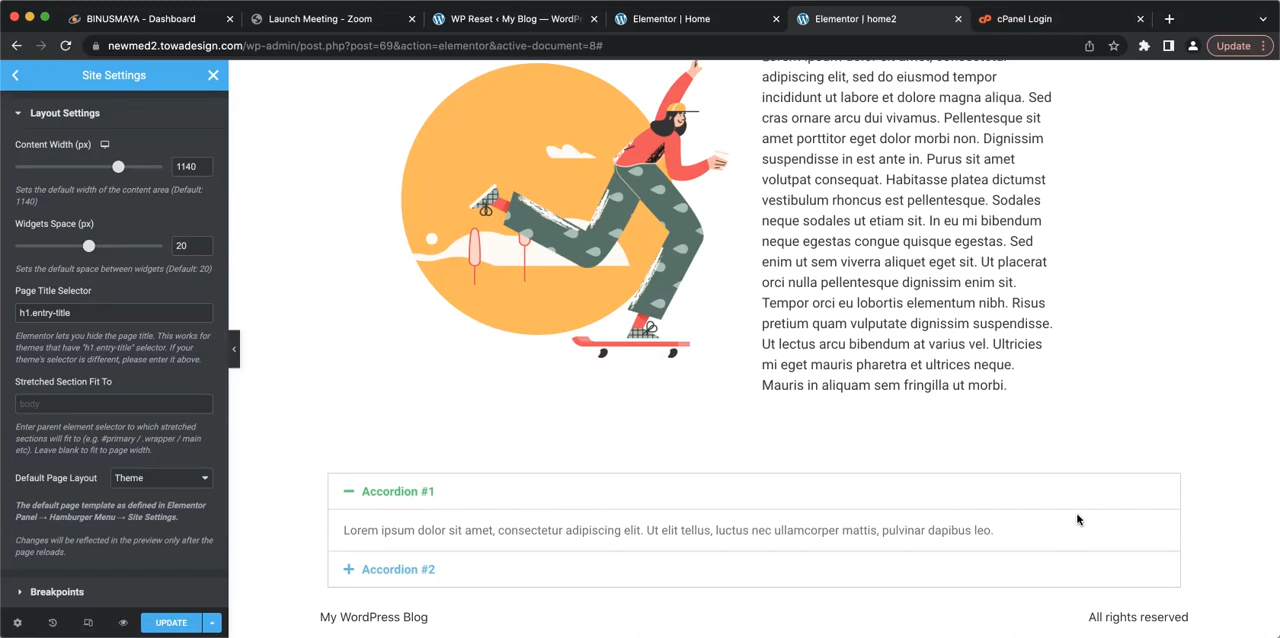 BINUSMAYA - Dashboard
Launch Meeting - Zoom
WP Reset ‹ My Blog — WordPr
Elementor | Home
Elementor | home2
cPanel Login
newmed2.towadesign.com/wp-admin/post.php?post=69&action=elementor&active-document=8#
Update
Site Settings
Layout Settings
Content Width (px)
1140
Sets the default width of the content area (Default:
1140)
Widgets Space (px)
20
Sets the default space between widgets (Default: 20)
Page Title Selector
h1.entry-title
Elementor lets you hide the page title. This works for
themes that have "h1.entry-title" selector. If your
theme's selector is different, please enter it above.
Stretched Section Fit To
body
Enter parent element selector to which stretched
sections will fit to (e.g. #primary / .wrapper / main
etc). Leave blank to fit to page width.
Default Page Layout
Theme
The default page template as defined in Elementor
Panel → Hamburger Menu → Site Settings.
Changes will be reflected in the preview only after the
page reloads.
Breakpoints
UPDATE
adipiscing elit, sed do eiusmod tempor
incididunt ut labore et dolore magna aliqua. Sed
cras ornare arcu dui vivamus. Pellentesque sit
amet porttitor eget dolor morbi non. Dignissim
suspendisse in est ante in. Purus sit amet
volutpat consequat. Habitasse platea dictumst
vestibulum rhoncus est pellentesque. Sodales
neque sodales ut etiam sit. In eu mi bibendum
neque egestas congue quisque egestas. Sed
enim ut sem viverra aliquet eget sit. Ut placerat
orci nulla pellentesque dignissim enim sit.
Tempor orci eu lobortis elementum nibh. Risus
pretium quam vulputate dignissim suspendisse.
Ut lectus arcu bibendum at varius vel. Ultricies
mi eget mauris pharetra et ultrices neque.
Mauris in aliquam sem fringilla ut morbi.
Accordion #1
Lorem ipsum dolor sit amet, consectetur adipiscing elit. Ut elit tellus, luctus nec ullamcorper mattis, pulvinar dapibus leo.
Accordion #2
My WordPress Blog
All rights reserved